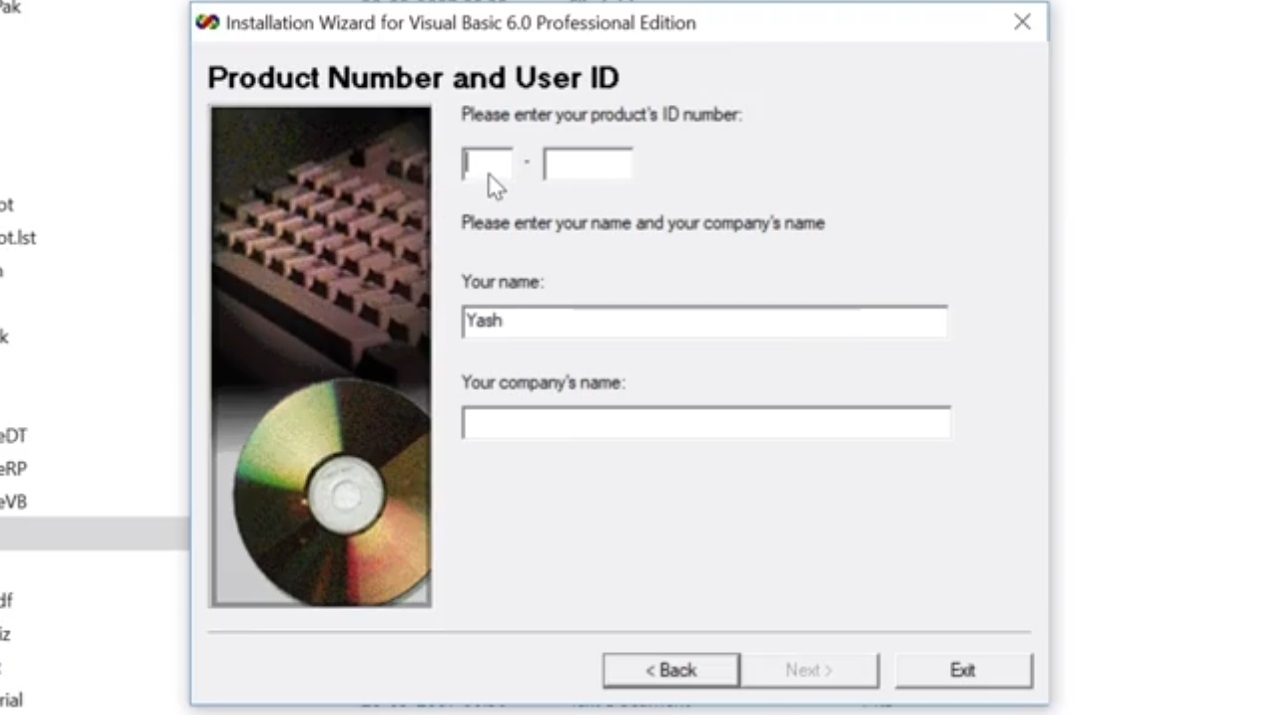 Pak
Installation Wizard for Visual Basic 6.0 Professional Edition
Product Number and User ID
Please enter your product's ID number:
-
Please enter your name and your company's name
Your name:
Yash
Your company's name:
ot
ot.lst
k
eDT
eRP
eVB
df
iz
rial
< Back
Next >
Exit